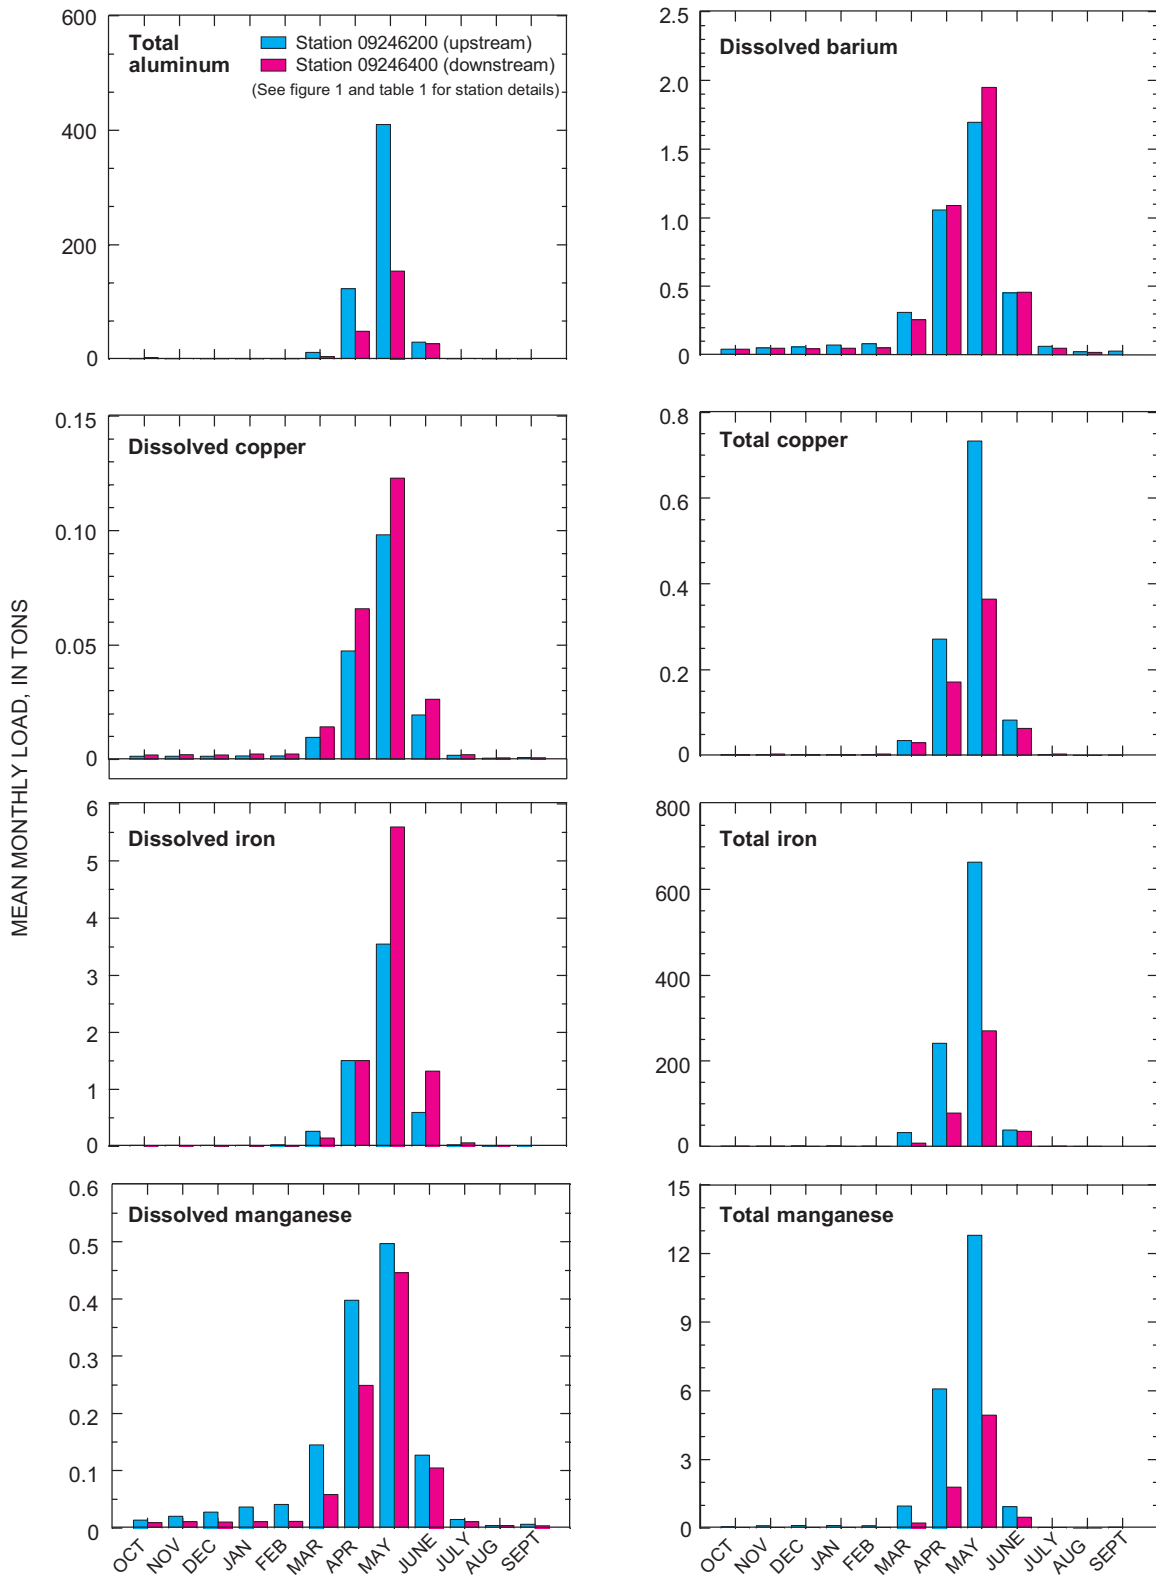 MEAN MONTHLY LOAD, IN TONS
Total
aluminum
Station 09246200 (upstream)
Station 09246400 (downstream)
(See figure 1 and table 1 for station details)
600
400
200
0
Dissolved barium
2.5
2.0
1.5
1.0
0.5
0
Dissolved copper
0.15
0.10
0.05
0
Total copper
0.8
0.6
0.4
0.2
0
Dissolved iron
6
5
4
3
2
1
0
Total iron
800
600
400
200
0
Dissolved manganese
0.6
0.5
0.4
0.3
0.2
0.1
0
OCT NOV DEC JAN FEB MAR APR MAY JUNE JULY AUG SEPT
Total manganese
15
12
9
6
3
0
OCT NOV DEC JAN FEB MAR APR MAY JUNE JULY AUG SEPT